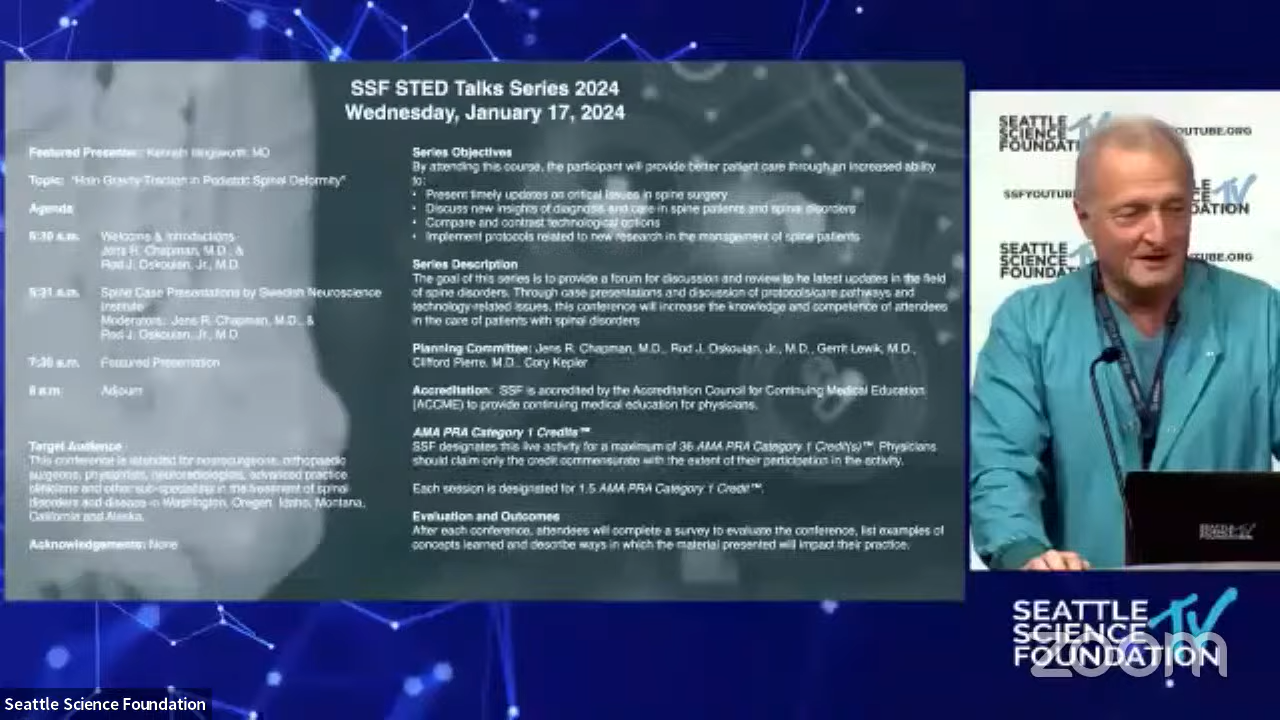 SSF STED Talks Series 2024
Wednesday, January 17, 2024
Featured Presenter: Kenneth Illingsworth, MD
Topic: "Halo Gravity Traction in Pediatric Spinal Deformity"
Agenda
6:30 a.m. Welcome & Introductions
Jens R. Chapman, M.D., &
Rod J. Oskouian, Jr., M.D.
6:31 a.m. Spine Case Presentations by Swedish Neuroscience
Institute
Moderators: Jens R. Chapman, M.D., &
Rod J. Oskouian, Jr., M.D.
7:30 a.m. Featured Presentation
8 a.m. Adjourn
Target Audience
This conference is intended for neurosurgeons, orthopaedic
surgeons, physiatrists, neuroradiologists, advanced practice
clinicians and other sub-specialties in the treatment of spinal
disorders and disease in Washington, Oregon, Idaho, Montana,
California and Alaska.
Acknowledgements: None
Series Objectives
By attending this course, the participant will provide better patient care through an increased ability
to:
• Present timely updates on critical issues in spine surgery
• Discuss new insights of diagnosis and care in spine patients and spinal disorders
• Compare and contrast technological options
• Implement protocols related to new research in the management of spine patients
Series Description
The goal of this series is to provide a forum for discussion and review to he latest updates in the field
of spine disorders. Through case presentations and discussion of protocols/care pathways and
technology-related issues, this conference will increase the knowledge and competence of attendees
in the care of patients with spinal disorders
Planning Committee: Jens R. Chapman, M.D., Rod J. Oskouian, Jr., M.D., Gerrit Lewik, M.D.,
Clifford Pierre, M.D., Cory Kepler
Accreditation: SSF is accredited by the Accreditation Council for Continuing Medical Education
(ACCME) to provide continuing medical education for physicians.
AMA PRA Category 1 Credits™
SSF designates this live activity for a maximum of 36 AMA PRA Category 1 Credit(s)™. Physicians
should claim only the credit commensurate with the extent of their participation in the activity.
Each session is designated for 1.5 AMA PRA Category 1 Credit™.
Evaluation and Outcomes
After each conference, attendees will complete a survey to evaluate the conference, list examples of
concepts learned and describe ways in which the material presented will impact their practice.
SEATTLE
SCIENCE TV
FOUNDATION
zoom
Seattle Science Foundation